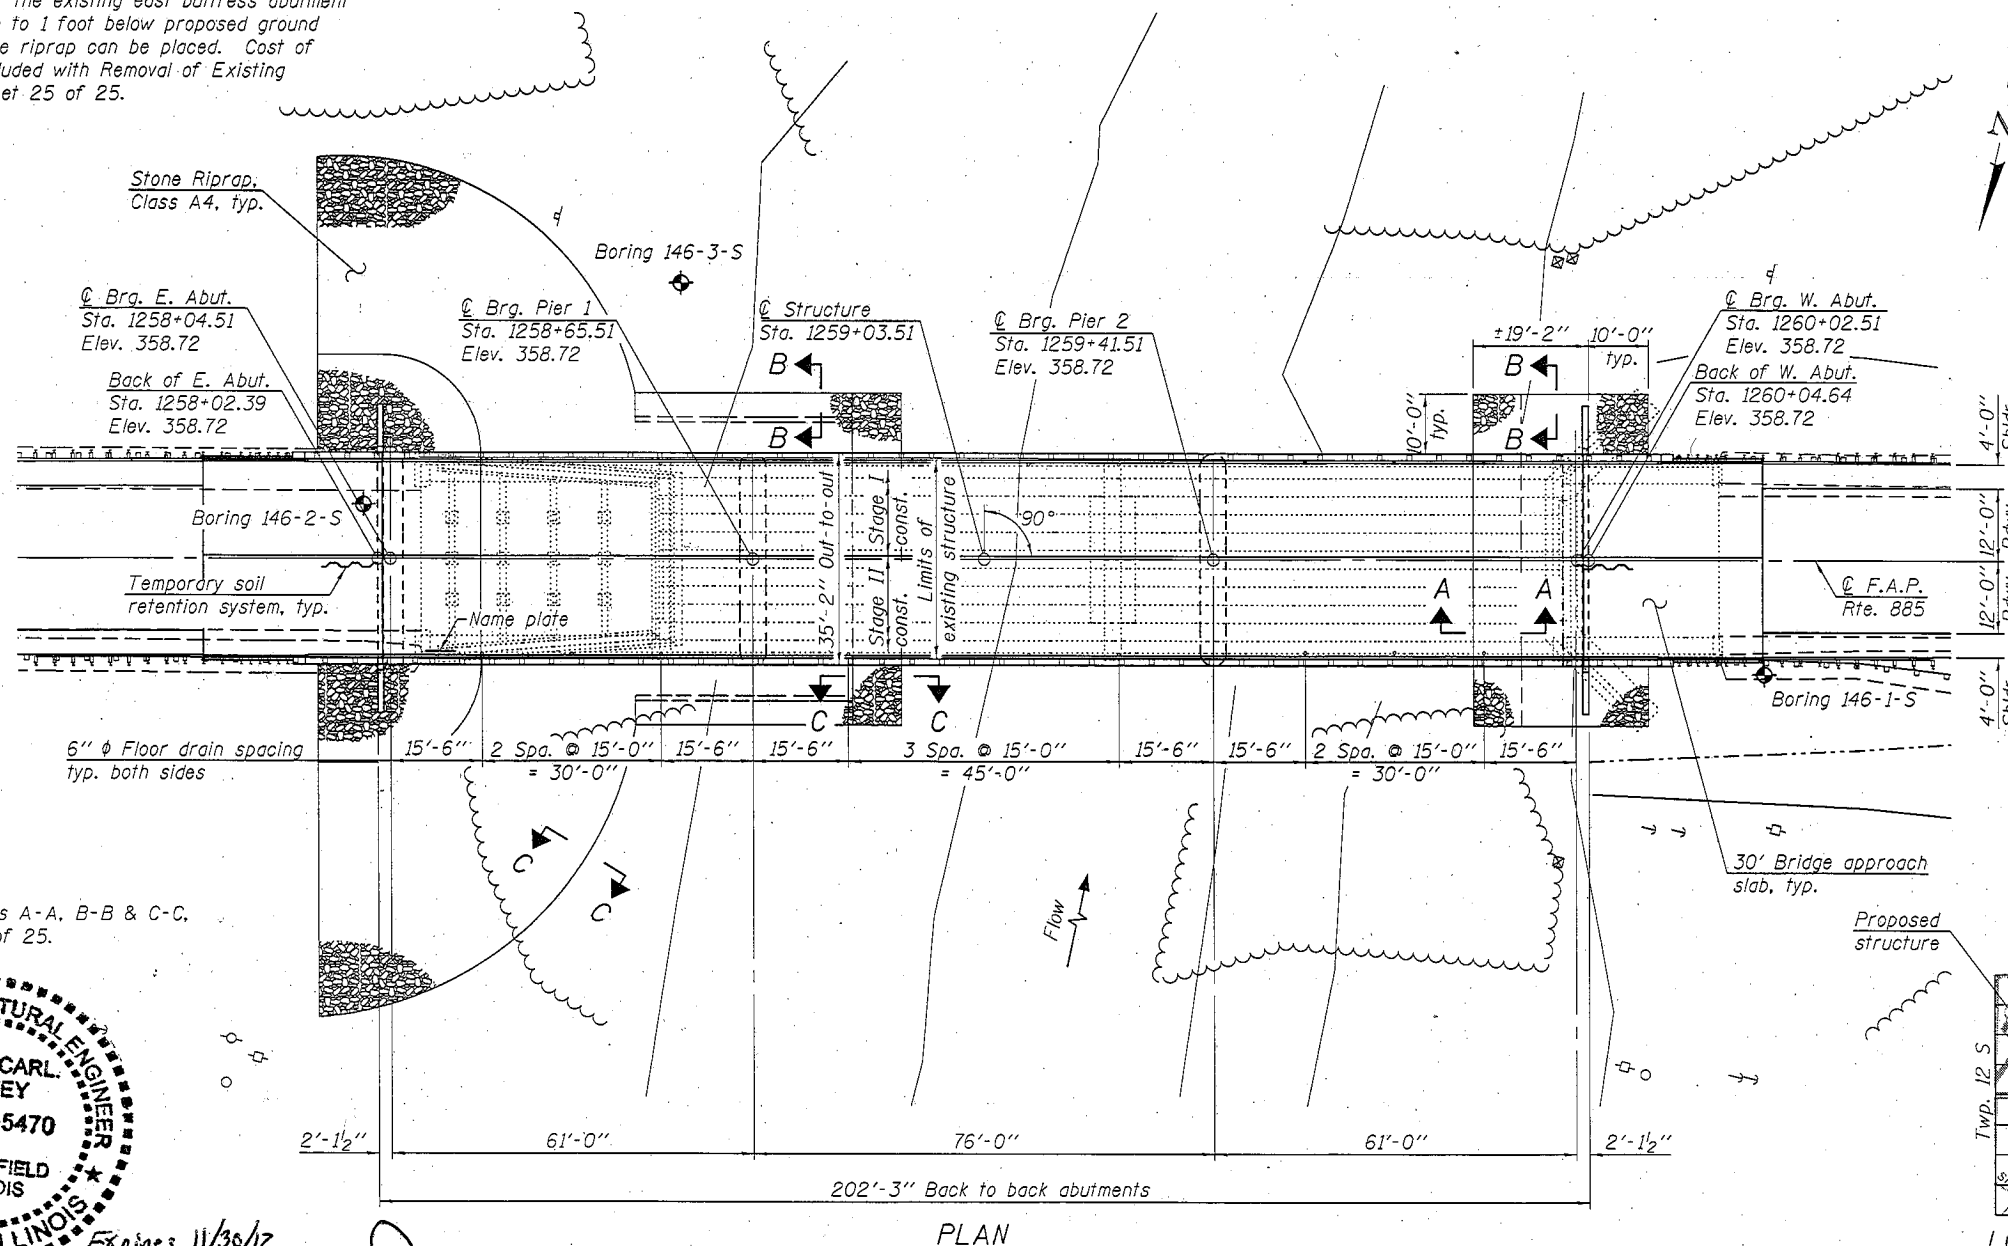 The existing east buttress abutment
to 1 foot below proposed ground
e riprap can be placed. Cost of
luded with Removal of Existing
et 25 of 25.
Stone Riprap,
Class A4, typ.
Boring 146-3-S
℄ Brg. E. Abut.
Sta. 1258+04.51
Elev. 358.72
Back of E. Abut.
Sta. 1258+02.39
Elev. 358.72
℄ Brg. Pier 1
Sta. 1258+65.51
Elev. 358.72
℄ Structure
Sta. 1259+03.51
℄ Brg. Pier 2
Sta. 1259+41.51
Elev. 358.72
℄ Brg. W. Abut.
Sta. 1260+02.51
Elev. 358.72
Back of W. Abut.
Sta. 1260+04.64
Elev. 358.72
±19'-2"
10'-0"
typ.
10'-0"
typ.
B
B
B
B
N
4'-0"
Shldr.
12'-0"
12'-0"
4'-0"
Boring 146-2-S
Temporary soil
retention system, typ.
Name plate
35'-2" Out-to-out
Stage I
const.
Stage II
const.
Limits of
existing structure
90°
A
A
℄ F.A.P.
Rte. 885
Boring 146-1-S
C
C
6" ϕ Floor drain spacing
typ. both sides
15'-6"
2 Spa. @ 15'-0"
= 30'-0"
15'-6"
15'-6"
3 Spa. @ 15'-0"
= 45'-0"
15'-6"
15'-6"
2 Spa. @ 15'-0"
= 30'-0"
15'-6"
C
C
Flow
30' Bridge approach
slab, typ.
Proposed
structure
s A-A, B-B & C-C,
of 25.
TURAL ENGINEER
CARL
EY
5470
FIELD
OIS
LINOIS
Expires 11/30/12
Twp. 12 S
2'-1½"
61'-0"
76'-0"
61'-0"
2'-1½"
202'-3" Back to back abutments
PLAN